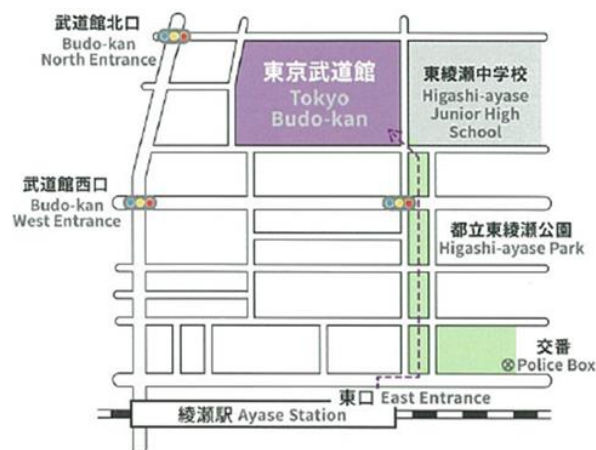 武道館北口
Budo-kan
North Entrance
東京武道館
Tokyo
Budo-kan
東綾瀬中学校
Higashi-ayase
Junior High
School
武道館西口
Budo-kan
West Entrance
都立東綾瀬公園
Higashi-ayase Park
交番
Police Box
東口 East Entrance
綾瀬駅 Ayase Station